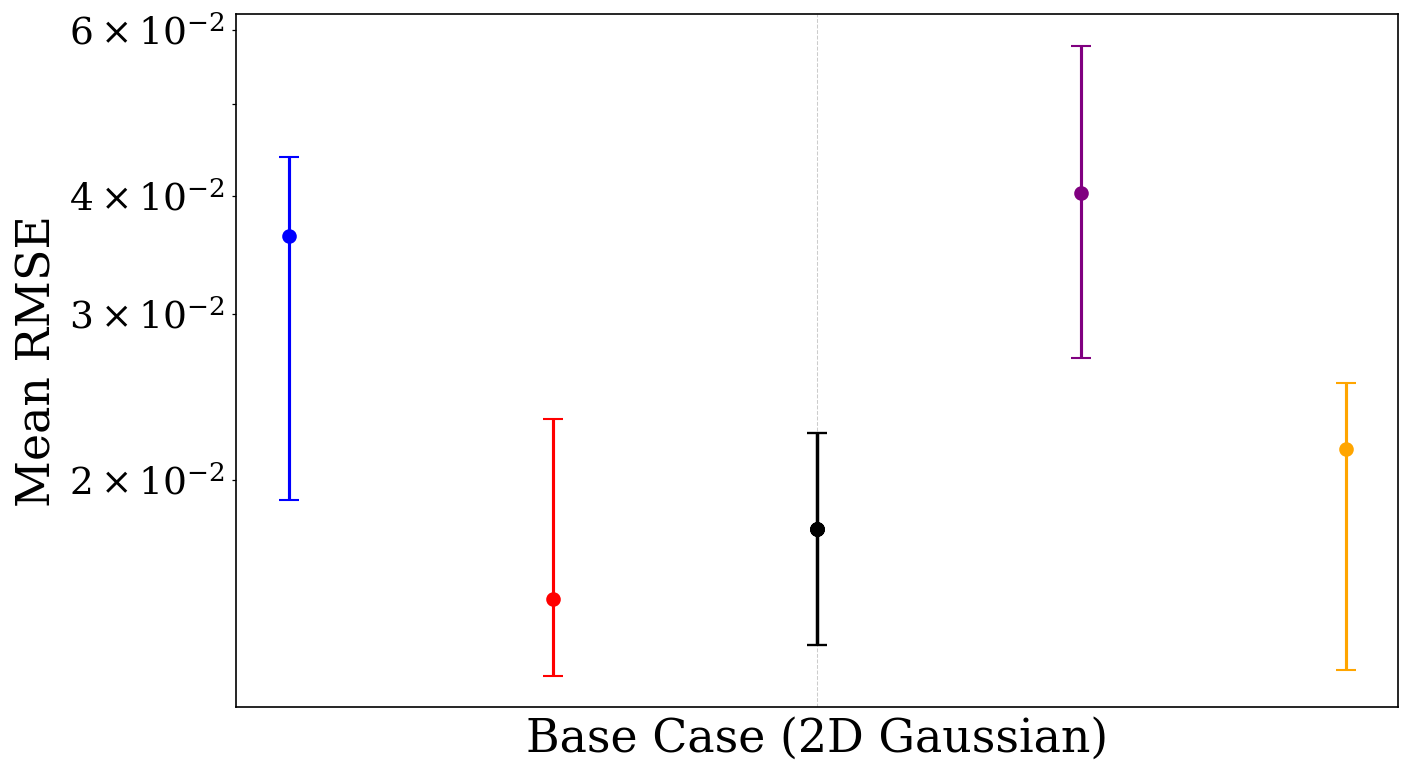 6 × 10⁻²
4 × 10⁻²
3 × 10⁻²
2 × 10⁻²
Mean RMSE
Base Case (2D Gaussian)